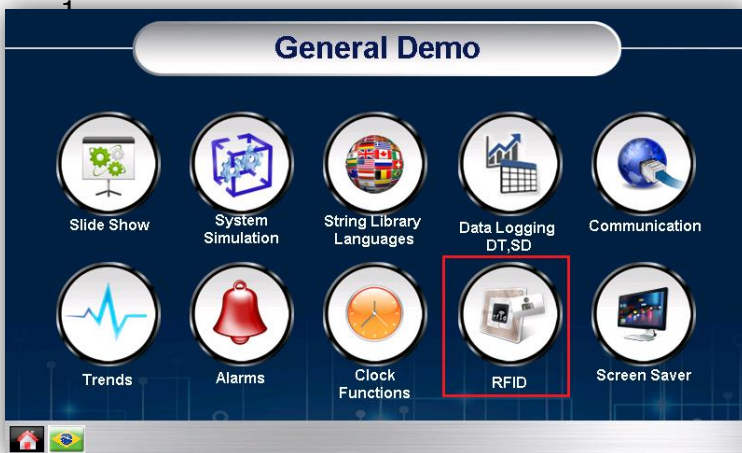 1
General Demo
Slide Show
System
Simulation
String Library
Languages
Data Logging
DT,SD
Communication
Trends
Alarms
Clock
Functions
rfid
RFID
Screen Saver